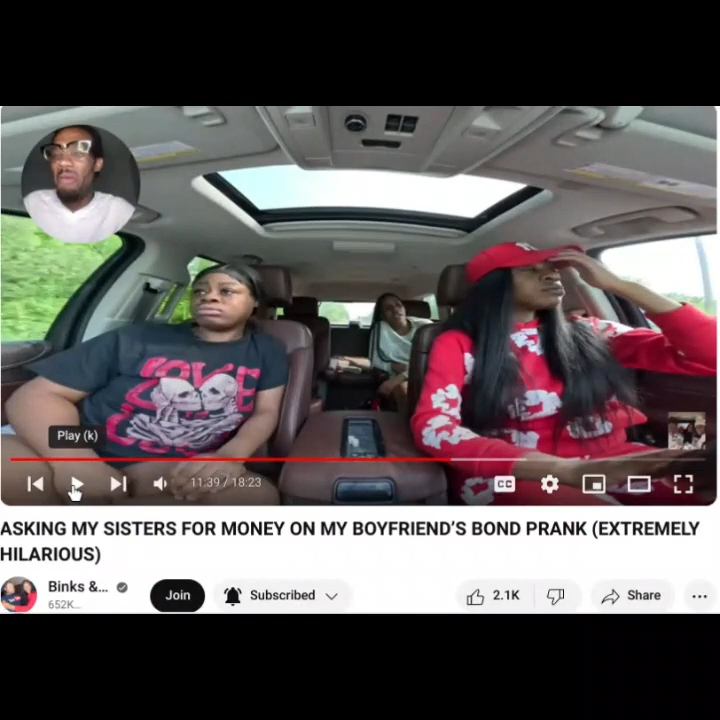 LOVE
Play (k)
11:39 / 18:23
CC
ASKING MY SISTERS FOR MONEY ON MY BOYFRIEND'S BOND PRANK (EXTREMELY
HILARIOUS)
Binks &...
652K...
Join
Subscribed
2.1K
Share